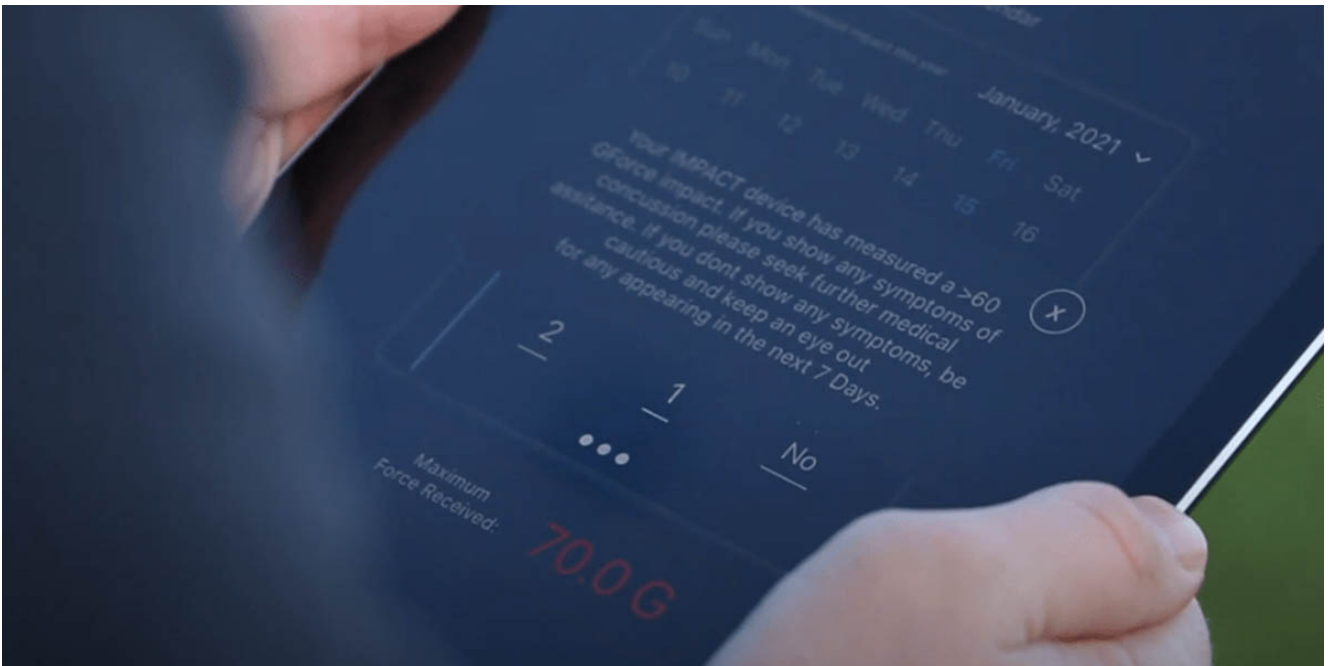 January, 2021
Sun Mon Tue Wed Thu Fri Sat
10 11 12 13 14 15 16
Your IMPACT device has measured a >60
GForce impact. If you show any symptoms of
concussion please seek further medical
assitance. If you dont show any symptoms, be
cautious and keep an eye out
for any appearing in the next 7 Days.
X
2 1 No
Maximum
Force Received:
70.0 G